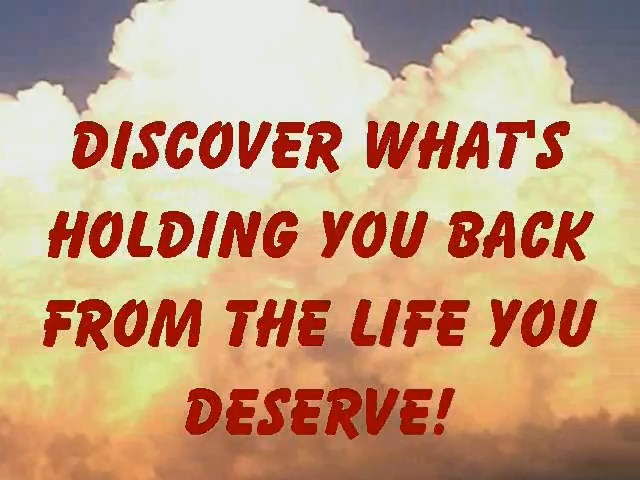 DISCOVER WHAT'S
HOLDING YOU BACK
FROM THE LIFE YOU
DESERVE!